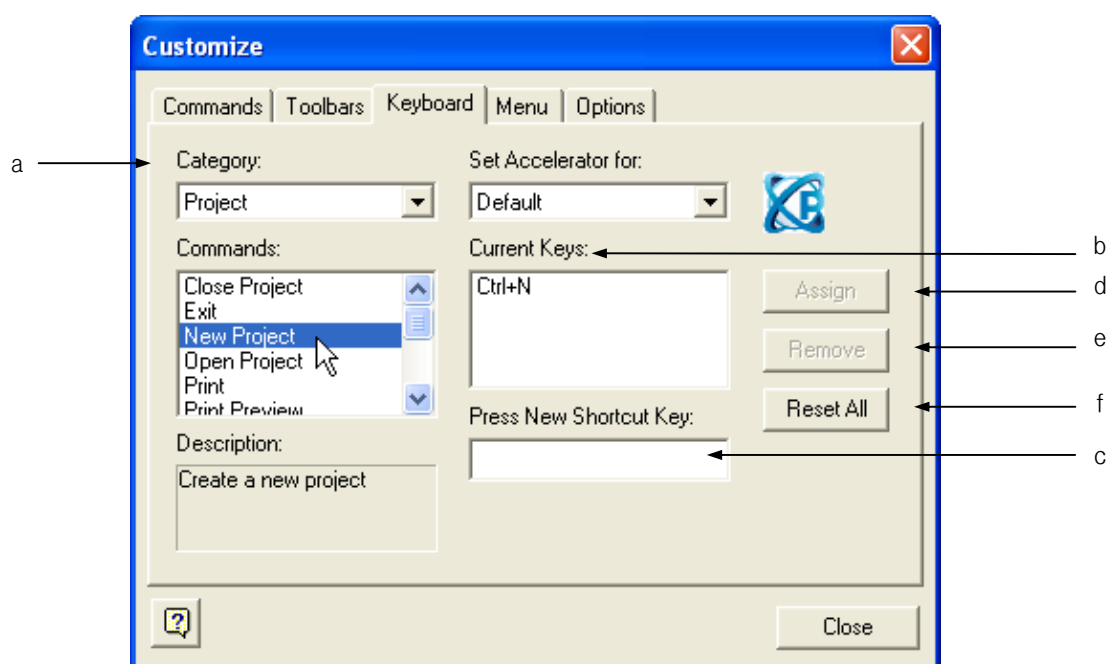 Customize
Commands Toolbars Keyboard Menu Options
a
Category:
Set Accelerator for:
Project
Default
Commands:
Current Keys:
b
Close Project
Exit
New Project
Open Project
Print
Print Preview
Ctrl+N
Assign
d
Remove
e
Reset All
f
Press New Shortcut Key:
c
Description:
Create a new project
Close